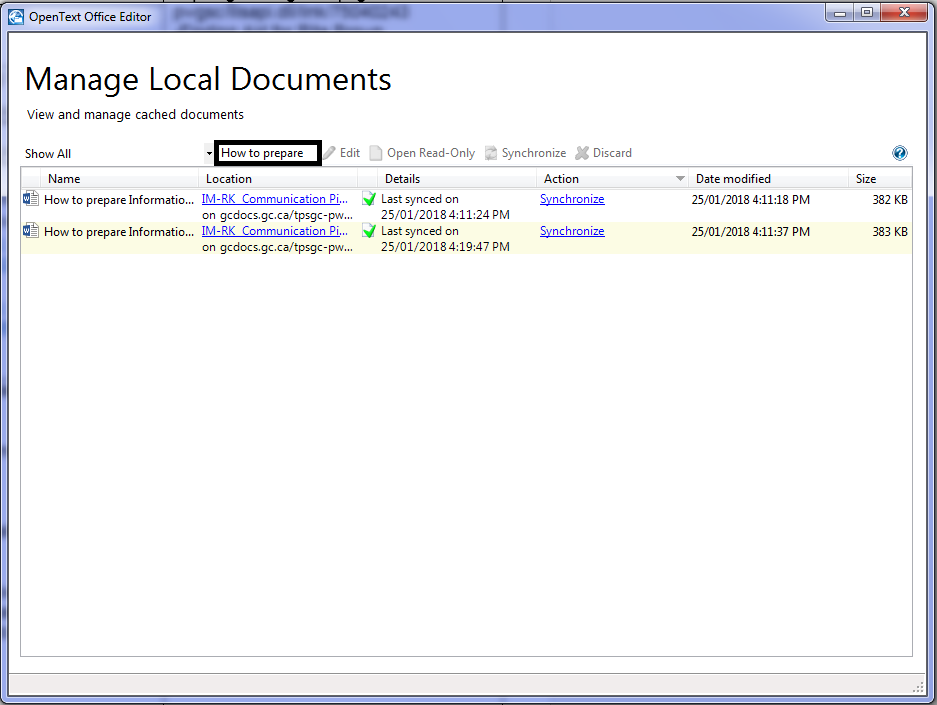 OpenText Office Editor
Manage Local Documents
View and manage cached documents
Show All How to prepare Edit Open Read-Only Synchronize Discard
Name Location Details Action Date modified Size
How to prepare Informatio... IM-RK_Communication Pi... Last synced on Synchronize 25/01/2018 4:11:18 PM 382 KB
on gcdocs.gc.ca/tpsgc-pw... 25/01/2018 4:11:24 PM
How to prepare Informatio... IM-RK_Communication Pi... Last synced on Synchronize 25/01/2018 4:11:37 PM 383 KB
on gcdocs.gc.ca/tpsgc-pw... 25/01/2018 4:19:47 PM